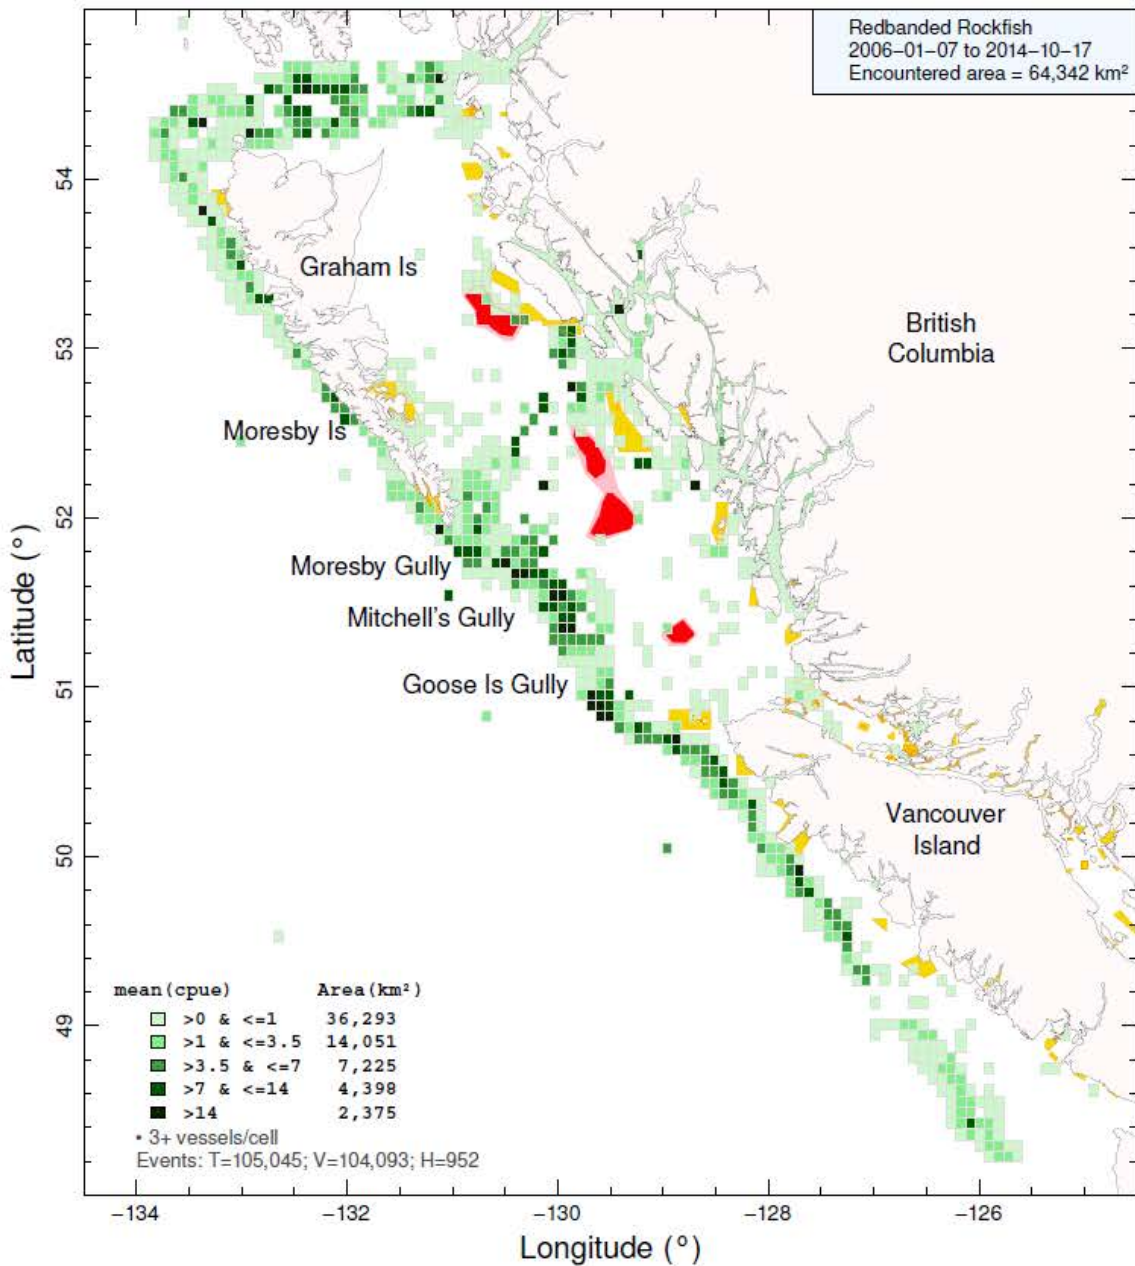 Redbanded Rockfish
2006−01−07 to 2014−10−17
Encountered area = 64,342 km²
54
53
52
51
50
49
Latitude (°)
Graham Is
British
Columbia
Moresby Is
Moresby Gully
Mitchell's Gully
Goose Is Gully
Vancouver
Island
mean(cpue) Area(km²)
>0 & <=1 36,293
>1 & <=3.5 14,051
>3.5 & <=7 7,225
>7 & <=14 4,398
>14 2,375
• 3+ vessels/cell
Events: T=105,045; V=104,093; H=952
−134 −132 −130 −128 −126
Longitude (°)